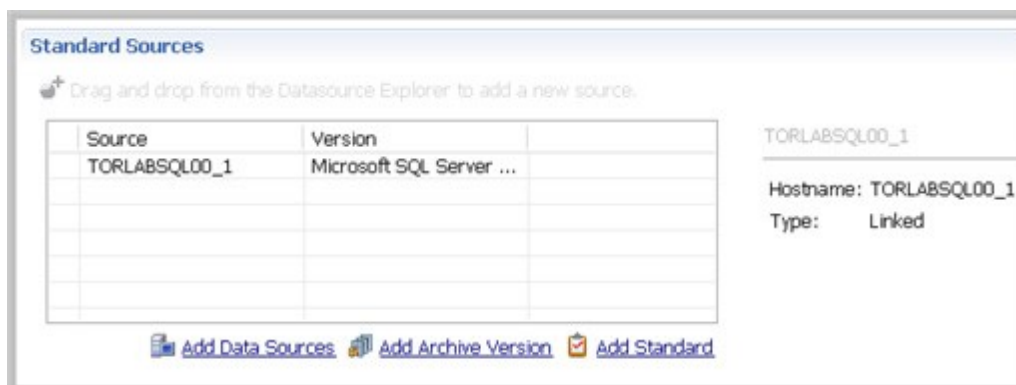 Standard Sources
Drag and drop from the Datasource Explorer to add a new source.
Source Version
TORLABSQL00_1 Microsoft SQL Server ...
TORLABSQL00_1
Hostname: TORLABSQL00_1
Type: Linked
Add Data Sources Add Archive Version Add Standard